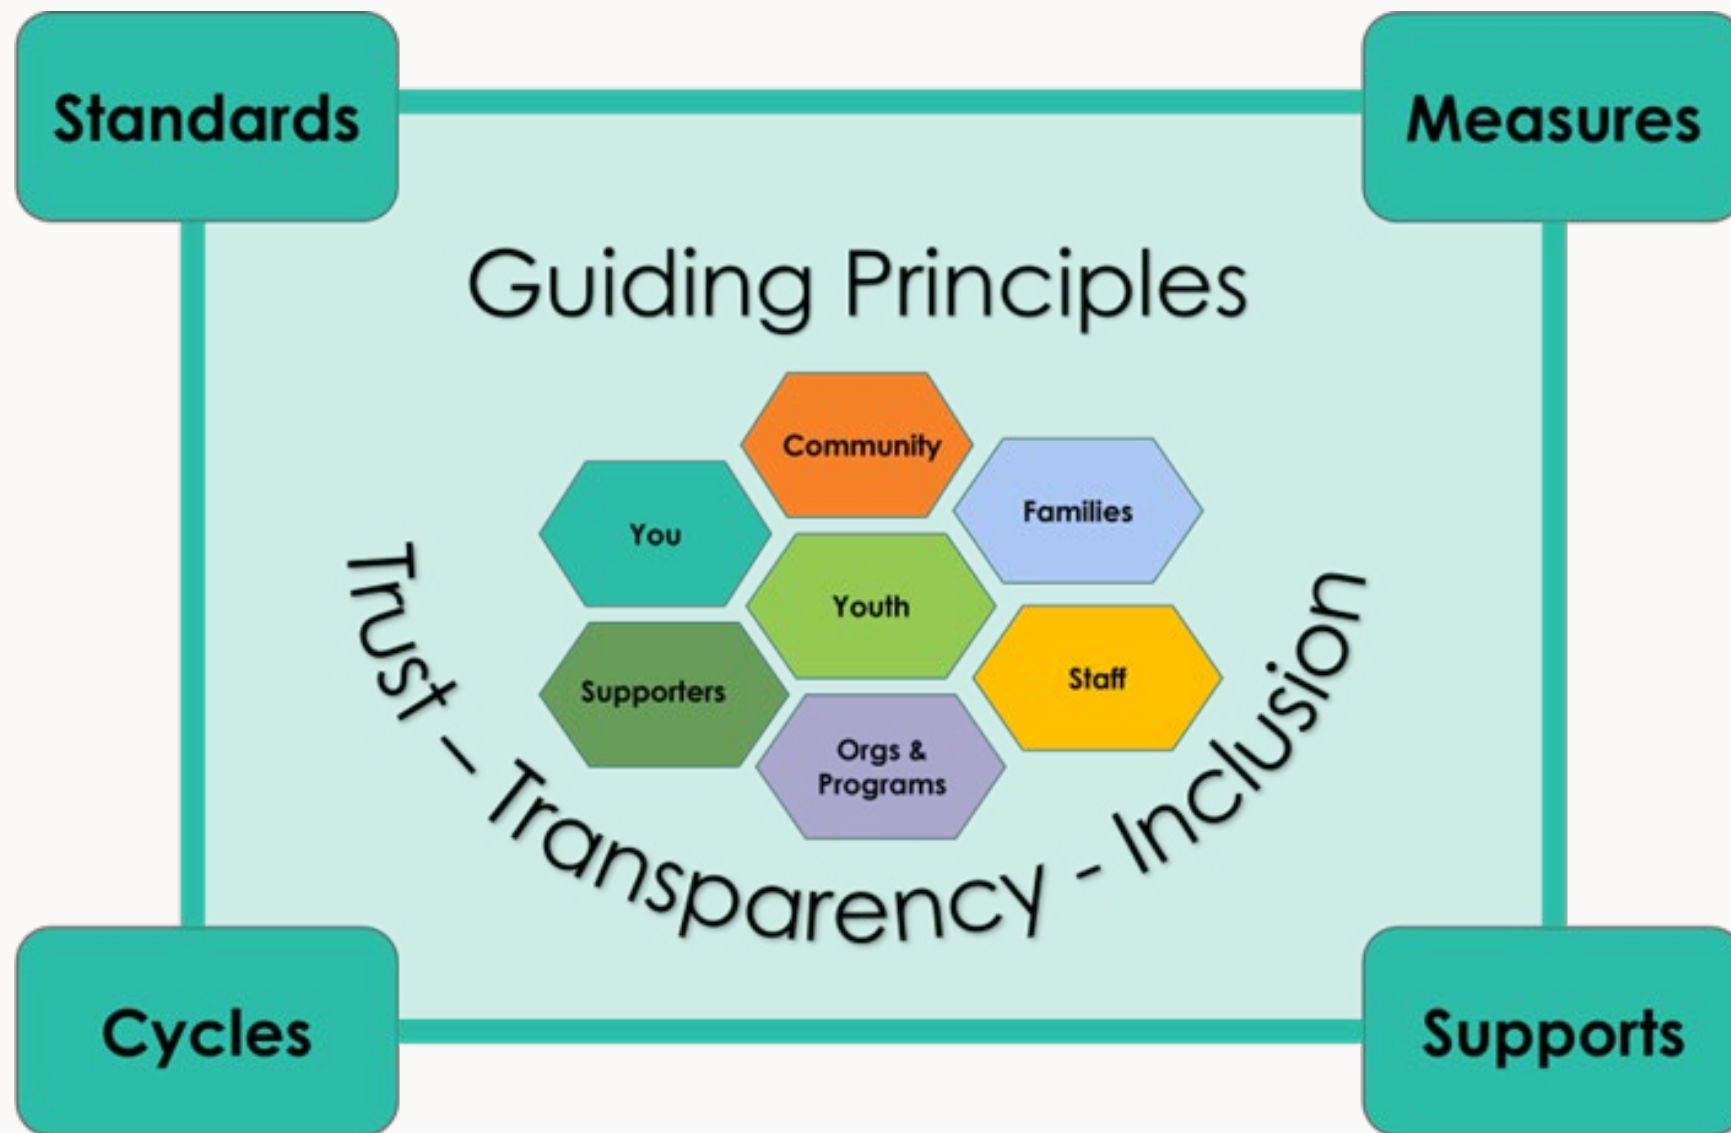 Standards
Measures
Guiding Principles
Community
Families
You
Youth
Staff
Supporters
Orgs &
Programs
Trust – Transparency - Inclusion
Cycles
Supports